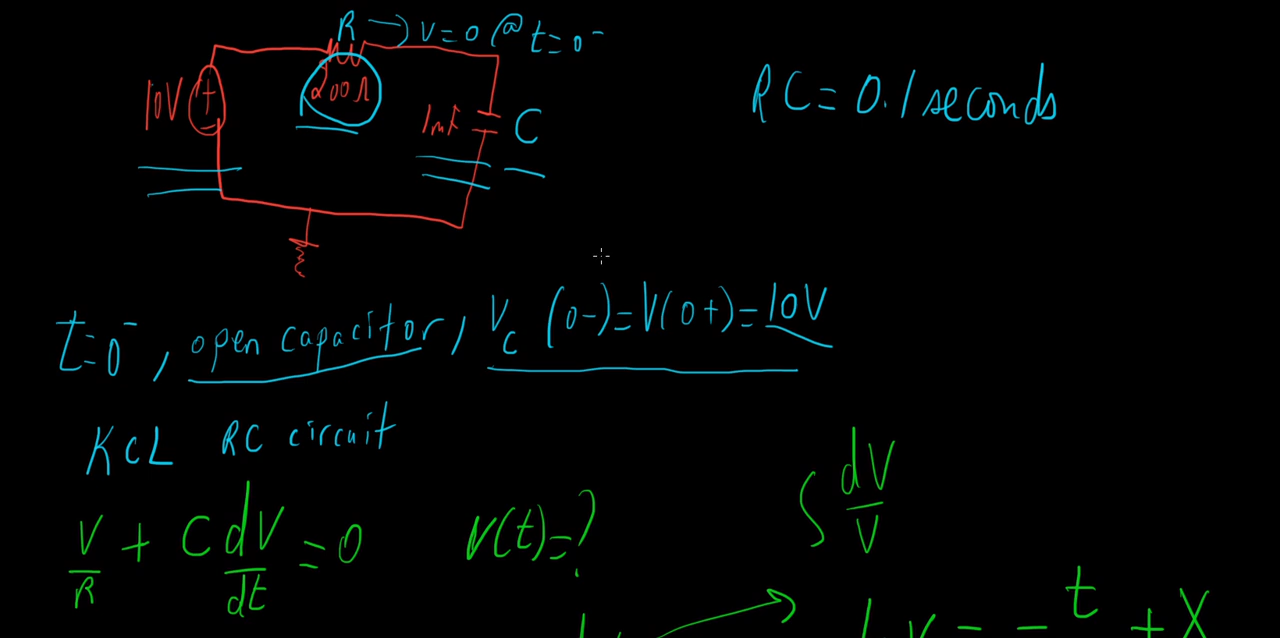 R → V=0 @ t=0⁻
10V
200Ω
1mF
C
RC = 0.1 seconds
t=0⁻, open capacitor, Vc (0-)=V(0+)=10V
KCL RC circuit
V/R + C dV/dt = 0
V(t)=?
∫ dV/V